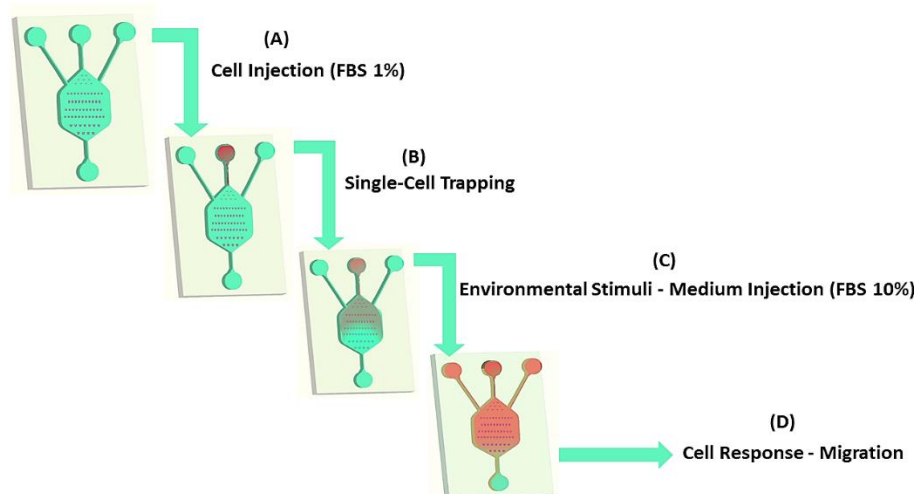 (A)
Cell Injection (FBS 1%)
(B)
Single-Cell Trapping
(C)
Environmental Stimuli - Medium Injection (FBS 10%)
(D)
Cell Response - Migration